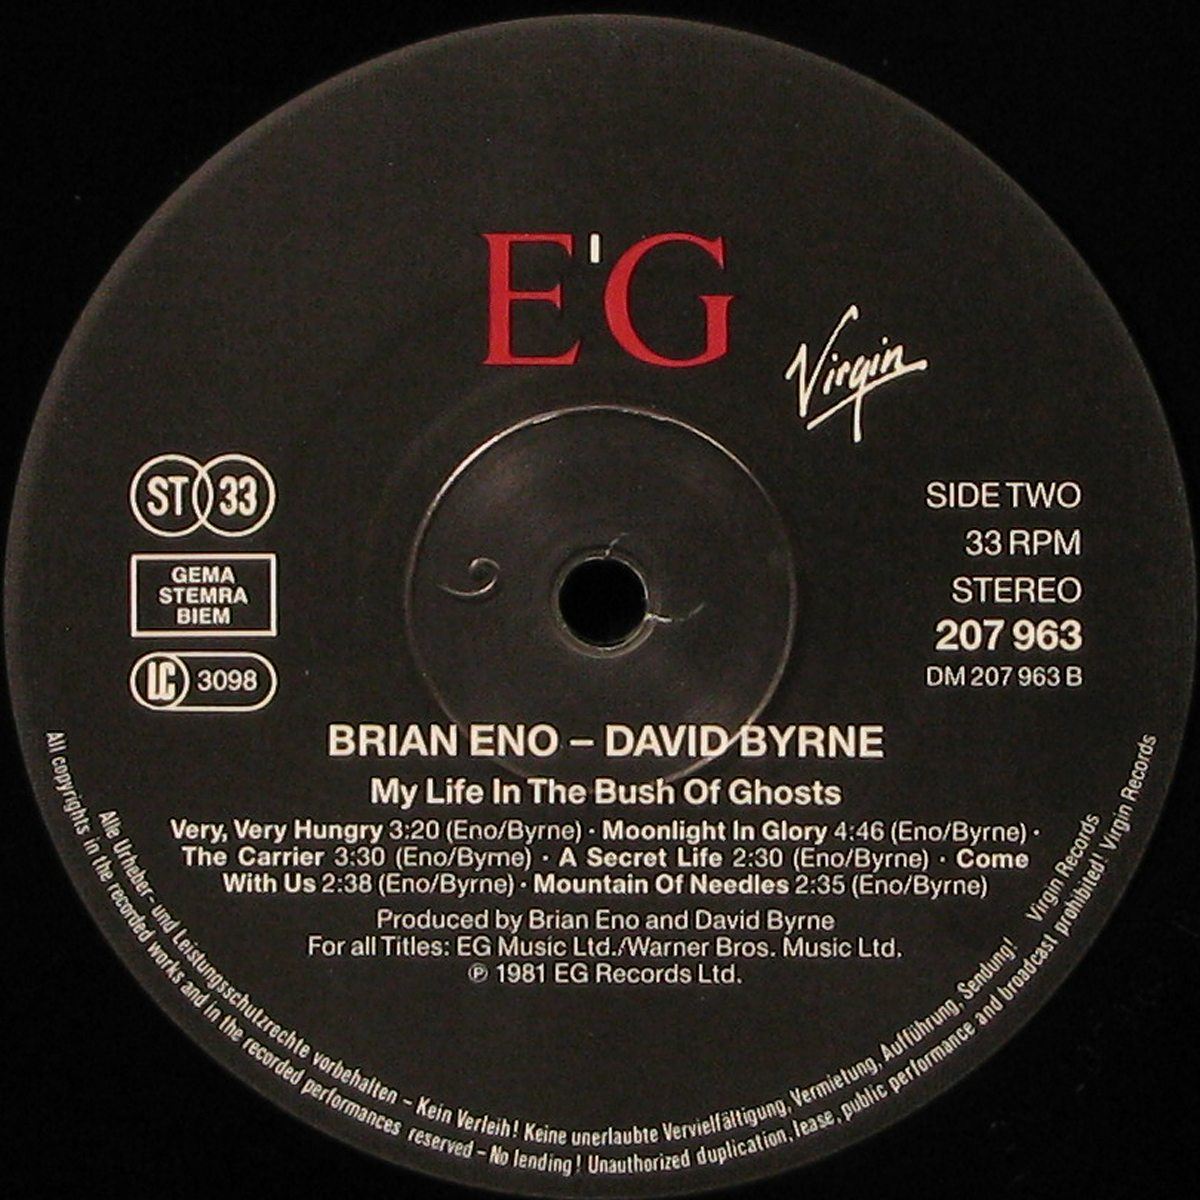 E'G
Virgin
ST 33
GEMA
STEMRA
BIEM
LC 3098
SIDE TWO
33 RPM
STEREO
207 963
DM 207 963 B
BRIAN ENO – DAVID BYRNE
My Life In The Bush Of Ghosts
Very, Very Hungry 3:20 (Eno/Byrne) · Moonlight In Glory 4:46 (Eno/Byrne) ·
The Carrier 3:30 (Eno/Byrne) · A Secret Life 2:30 (Eno/Byrne) · Come
With Us 2:38 (Eno/Byrne) · Mountain Of Needles 2:35 (Eno/Byrne)
Produced by Brian Eno and David Byrne
For all Titles: EG Music Ltd./Warner Bros. Music Ltd.
℗ 1981 EG Records Ltd.
Alle Urheber- und Leistungsschutzrechte vorbehalten – Kein Verleih! Keine unerlaubte Vervielfältigung, Vermietung, Aufführung, Sendung! Virgin Records
All copyrights in the recorded works and in the recorded performances reserved – No lending! Unauthorized duplication, lease, public performance and broadcast prohibited! Virgin Records